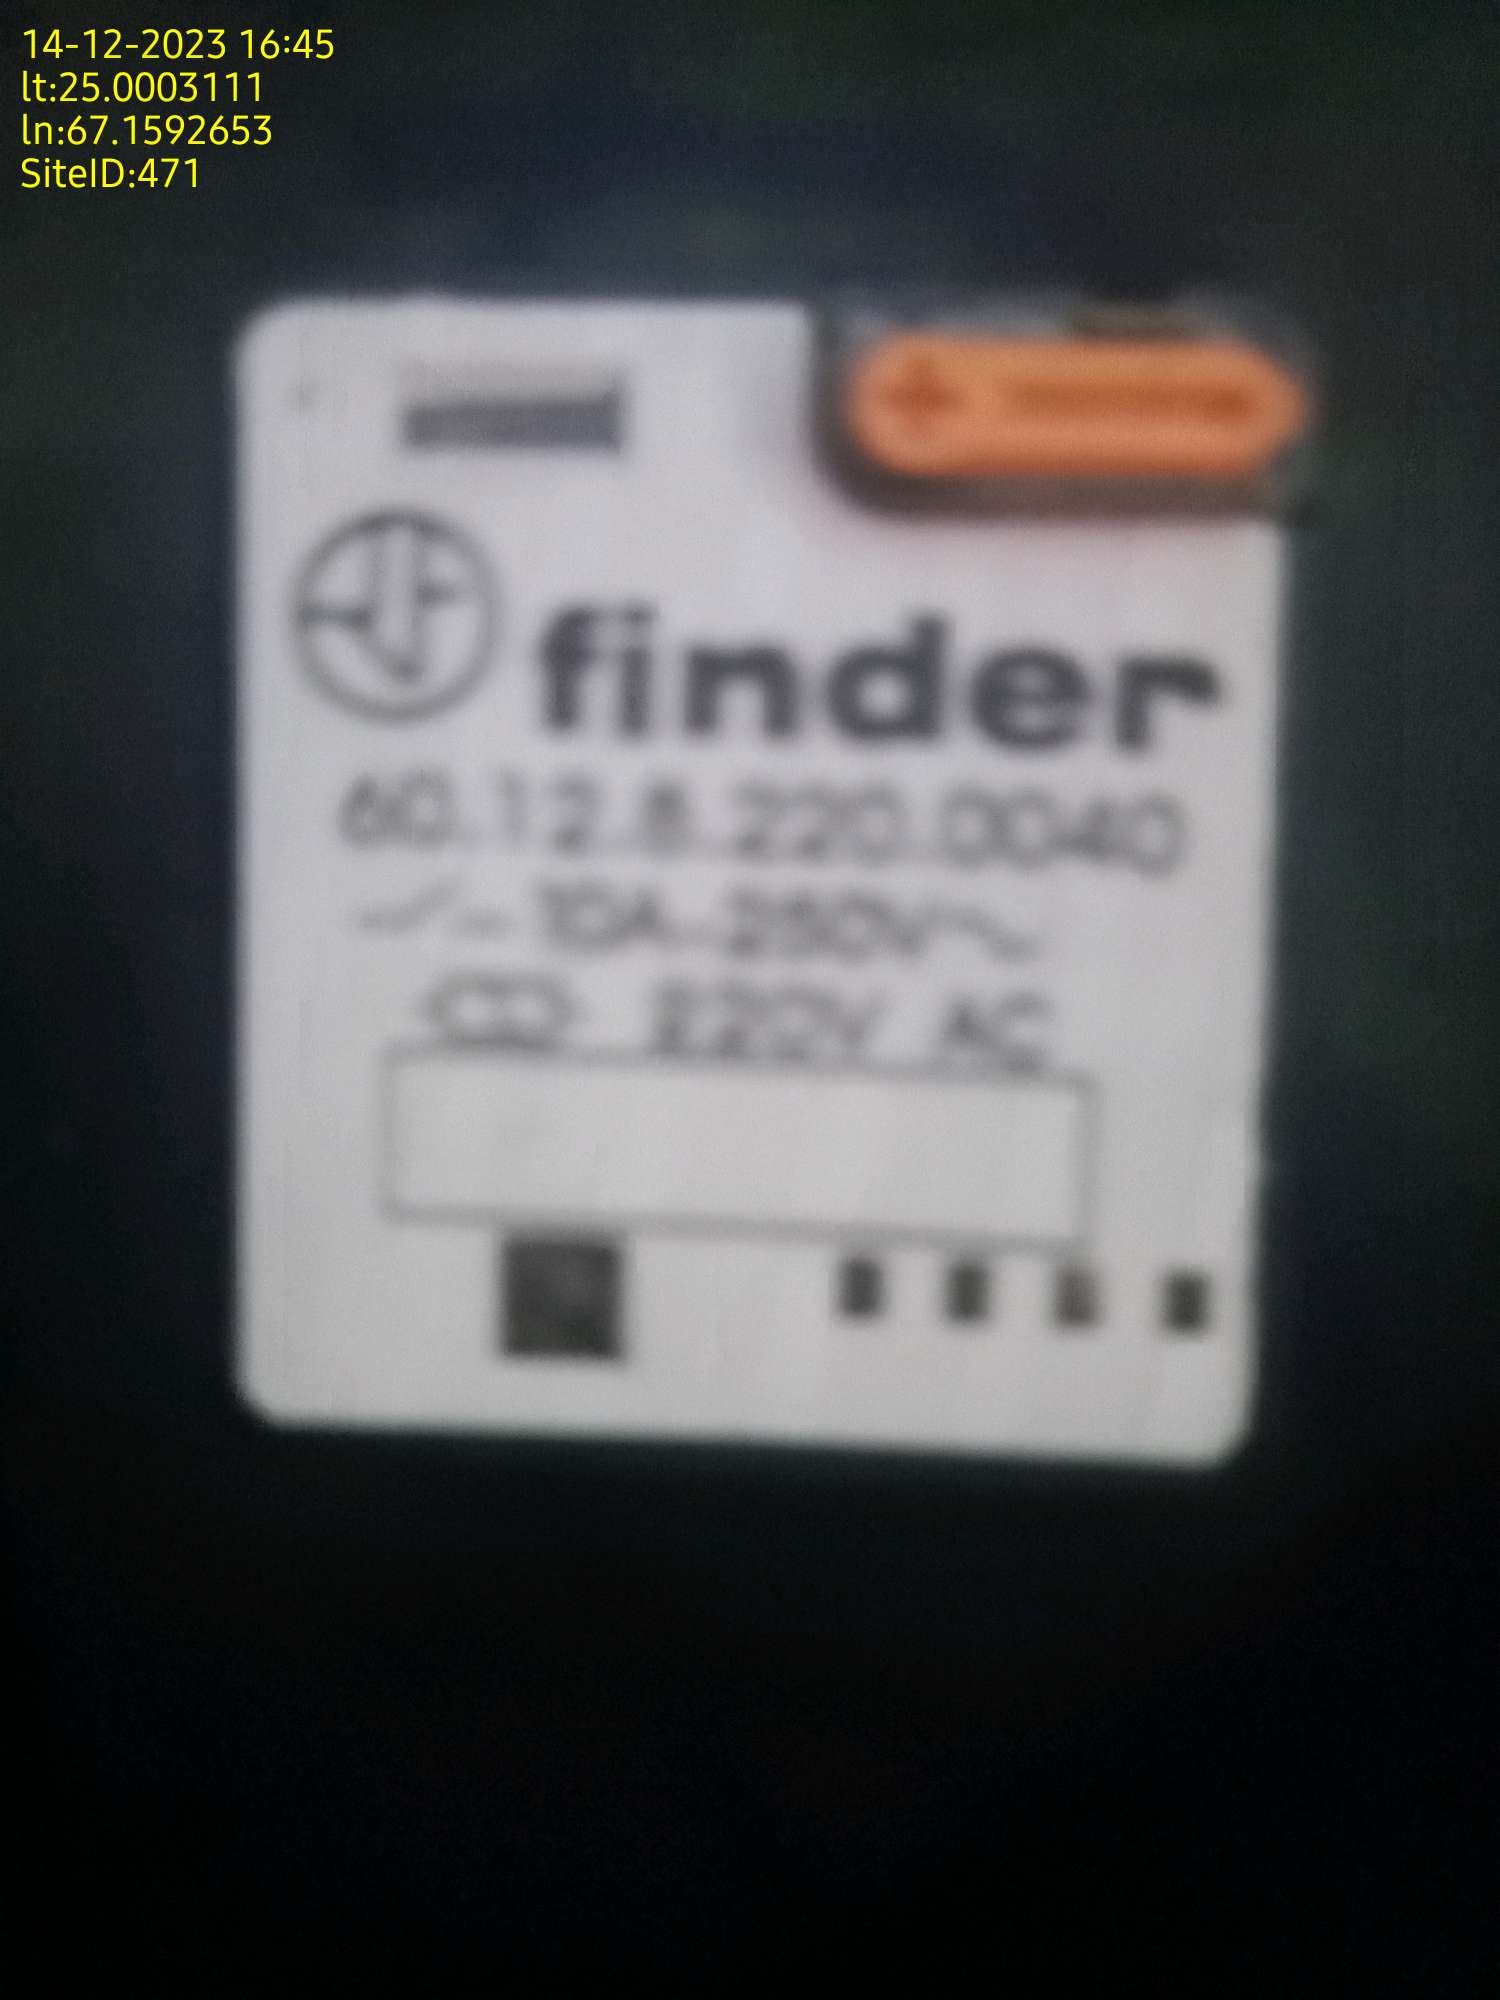 14-12-2023 16:45
lt:25.0003111
ln:67.1592653
SiteID:471
finder
60.12.8.220.0040
10A 250V~
220V AC